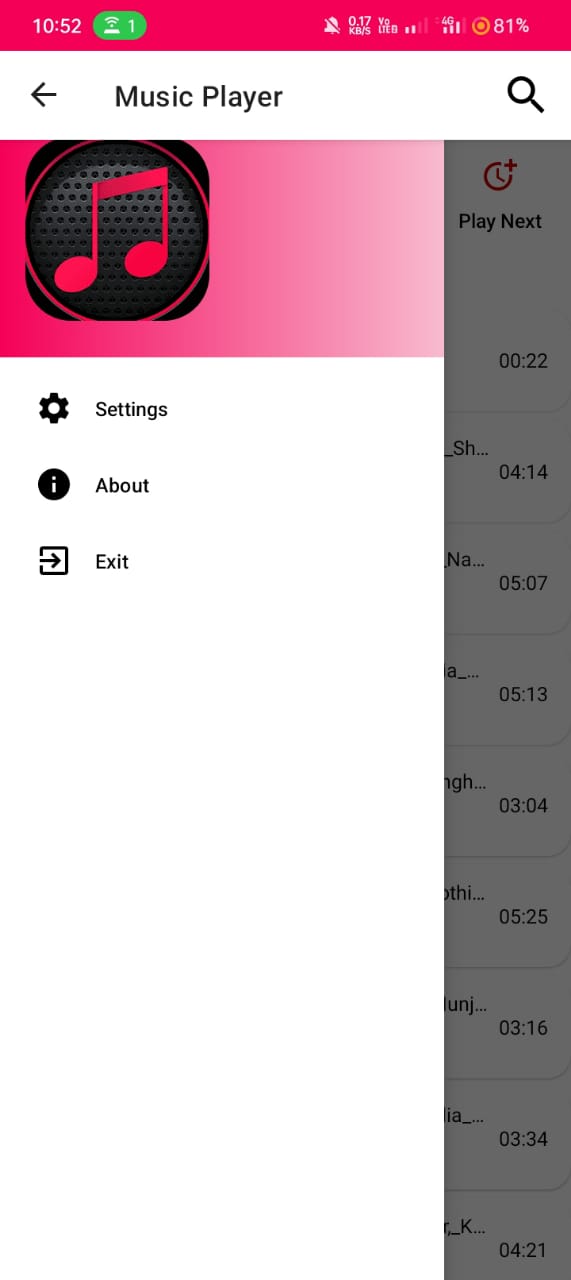 10:52 1 0.17 KB/S Vo LTE 4G 81%
Music Player
Play Next
00:22
_Sh...
04:14
_Na...
05:07
la_...
05:13
ngh...
03:04
othi...
05:25
unj...
03:16
lia_...
03:34
r,_K...
04:21
Settings
About
Exit